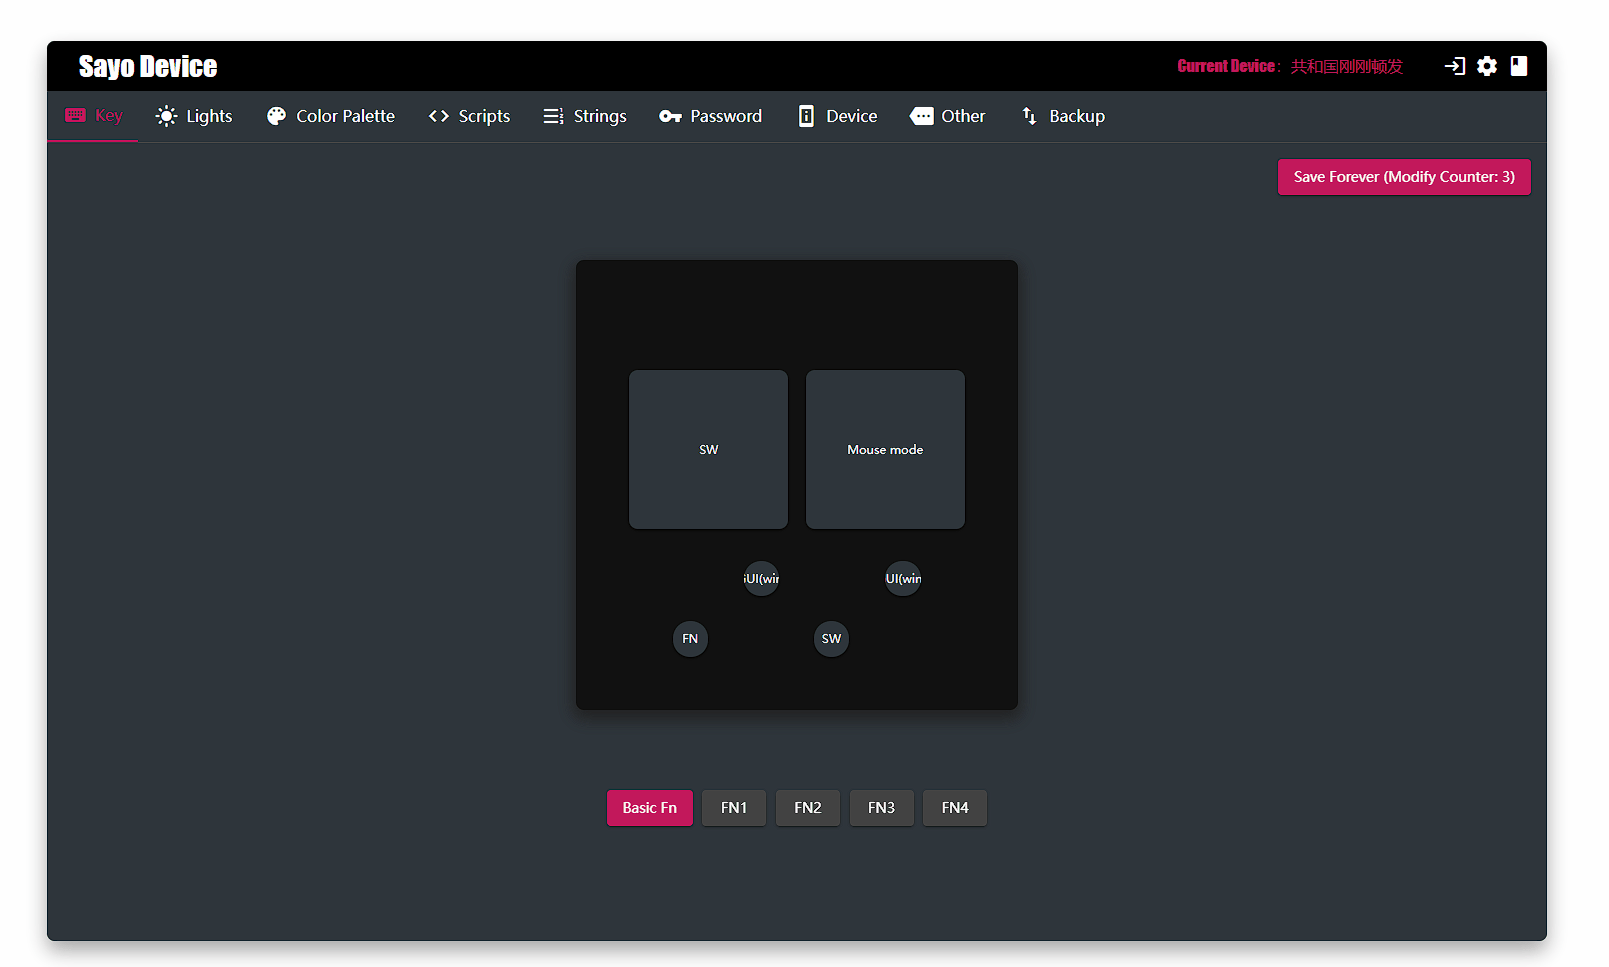 Sayo Device
Current Device：共和国刚刚顿发
Key
Lights
Color Palette
Scripts
Strings
Password
Device
Other
Backup
Save Forever (Modify Counter: 3)
SW
Mouse mode
GUI(win
UI(win
FN
SW
Basic Fn
FN1
FN2
FN3
FN4